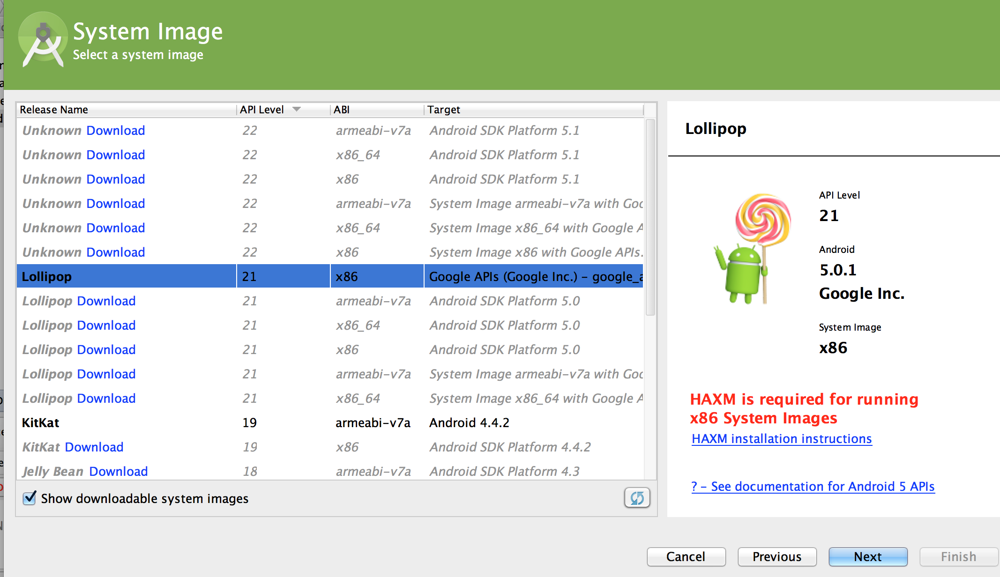 System Image
Select a system image
Release Name API Level ABI Target
Unknown Download 22 armeabi-v7a Android SDK Platform 5.1
Unknown Download 22 x86_64 Android SDK Platform 5.1
Unknown Download 22 x86 Android SDK Platform 5.1
Unknown Download 22 armeabi-v7a System Image armeabi-v7a with Goo
Unknown Download 22 x86_64 System Image x86_64 with Google A
Unknown Download 22 x86 System Image x86 with Google APIs.
Lollipop 21 x86 Google APIs (Google Inc.) - google_a
Lollipop Download 21 armeabi-v7a Android SDK Platform 5.0
Lollipop Download 21 x86_64 Android SDK Platform 5.0
Lollipop Download 21 x86 Android SDK Platform 5.0
Lollipop Download 21 armeabi-v7a System Image armeabi-v7a with Goo
Lollipop Download 21 x86_64 System Image x86_64 with Google A
KitKat 19 armeabi-v7a Android 4.4.2
KitKat Download 19 x86 Android SDK Platform 4.4.2
Jelly Bean Download 18 armeabi-v7a Android SDK Platform 4.3
Show downloadable system images
Lollipop
API Level
21
Android
5.0.1
Google Inc.
System Image
x86
HAXM is required for running
x86 System Images
HAXM installation instructions
? - See documentation for Android 5 APIs
Cancel Previous Next Finish